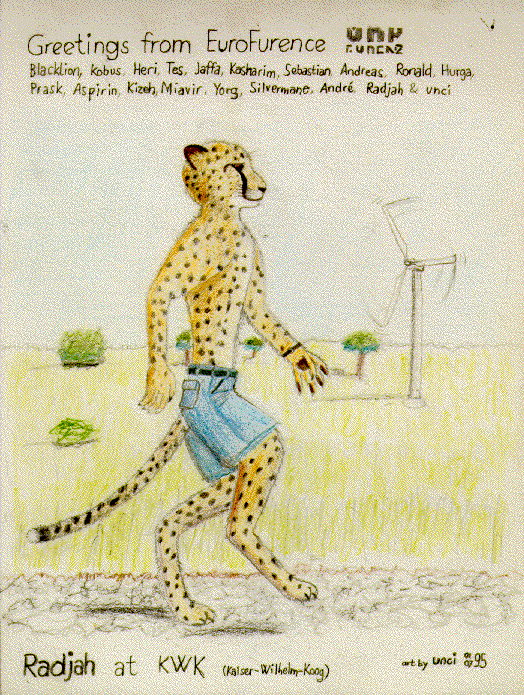 Greetings from EuroFurence
BlackLion, Kobus, Heri, Tes, Jaffa, Kasharim, Sebastian, Andreas, Ronald, Hurga,
Prask, Aspirin, Kizeh, Miavir, Yorg, Silvermane, André, Radjah & unci
Radjah at KWK (Kaiser-Wilhelm-Koog)
art by unci 95